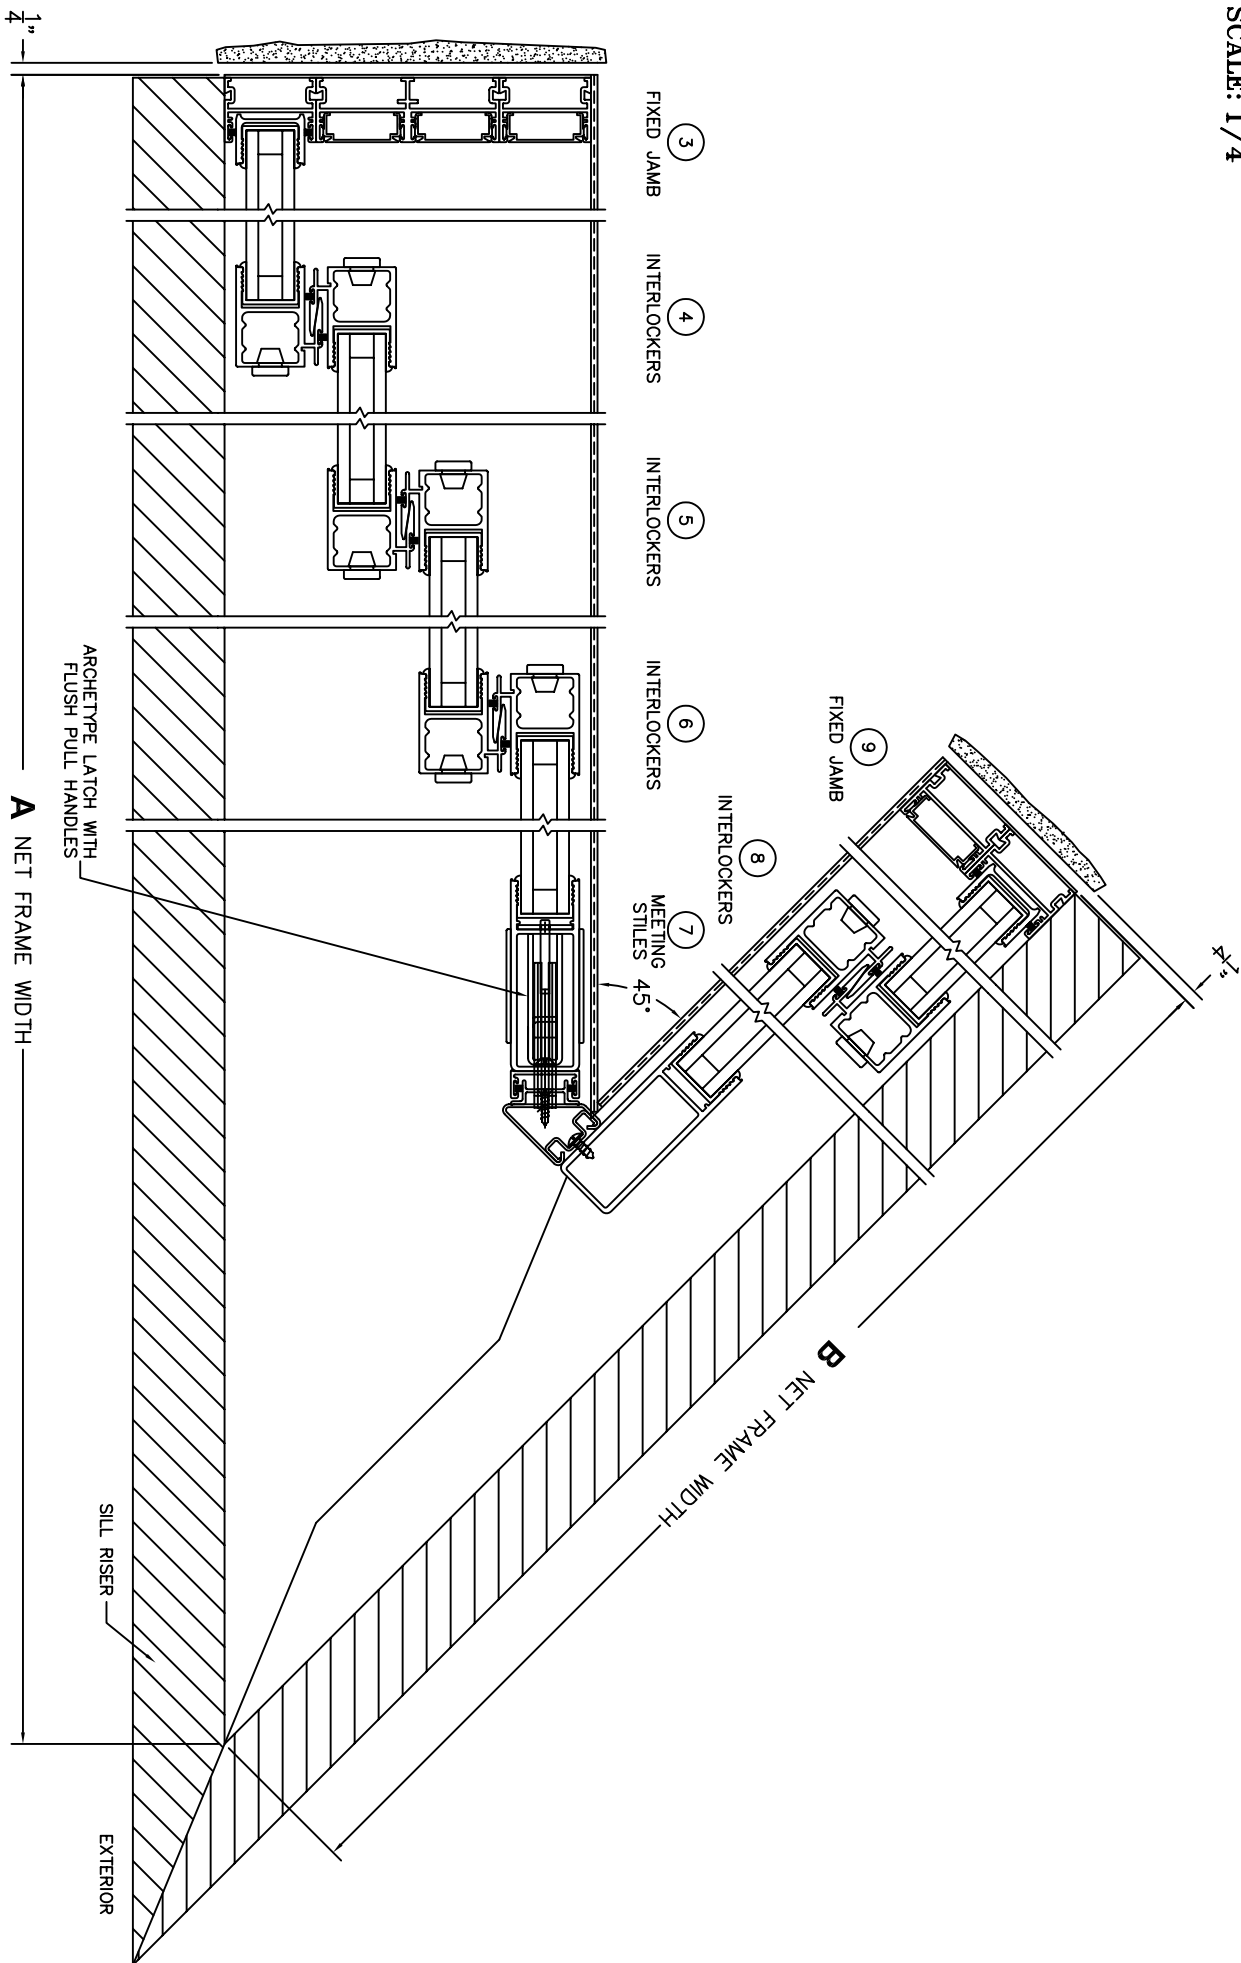 SCALE: 1/4
1/4"
3
FIXED JAMB
4
INTERLOCKERS
5
INTERLOCKERS
6
INTERLOCKERS
7
MEETING
STILES
45°
8
INTERLOCKERS
9
FIXED JAMB
1/4"
B NET FRAME WIDTH
ARCHETYPE LATCH WITH
FLUSH PULL HANDLES
A NET FRAME WIDTH
SILL RISER
EXTERIOR